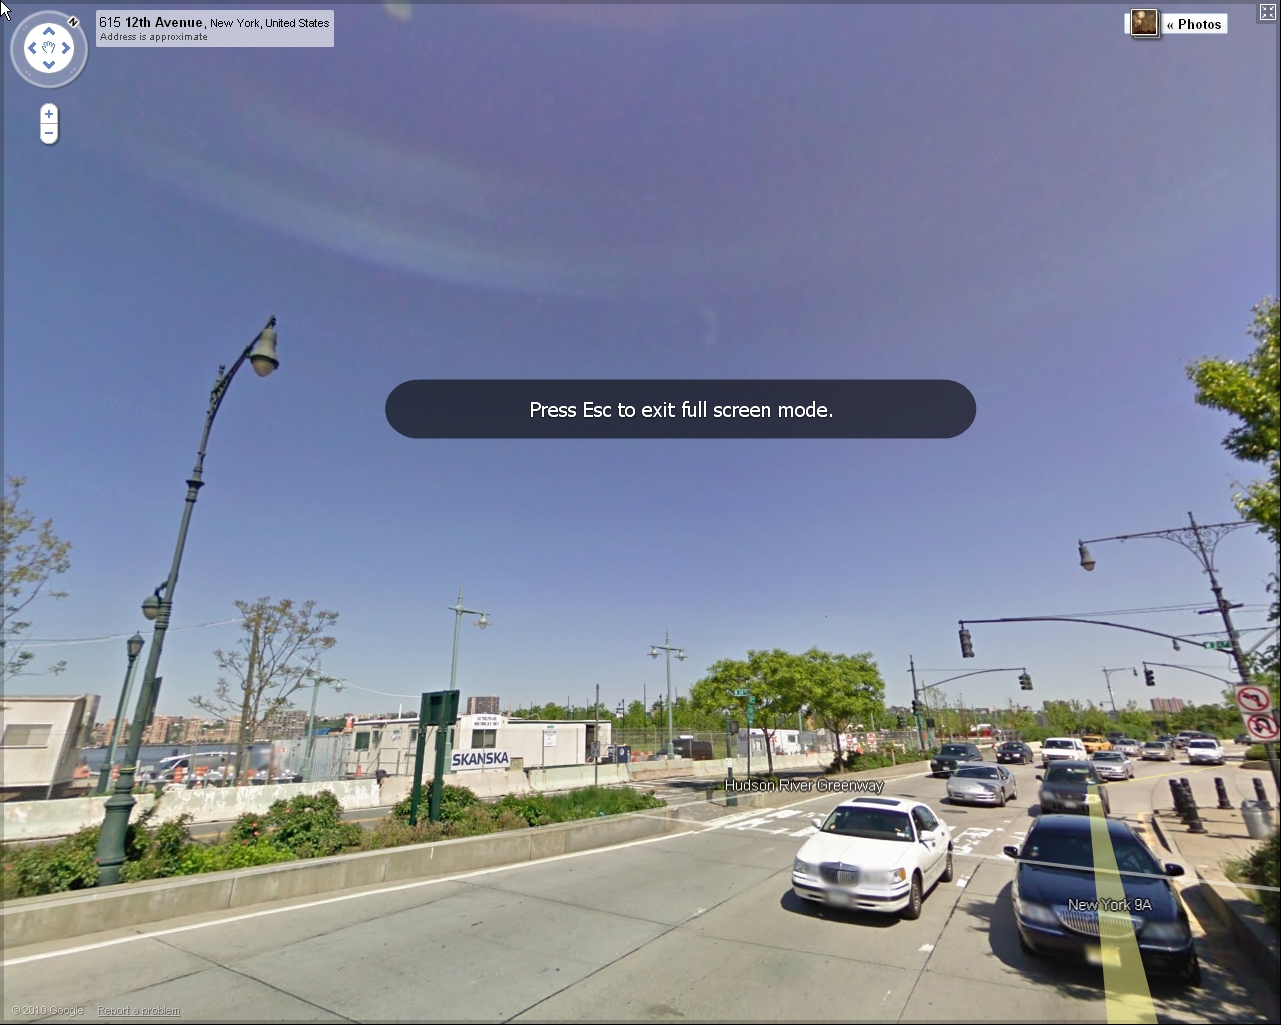 615 12th Avenue, New York, United States
Address is approximate
N
« Photos
+
−
Press Esc to exit full screen mode.
SKANSKA
Hudson River Greenway
New York 9A
© 2010 Google Report a problem